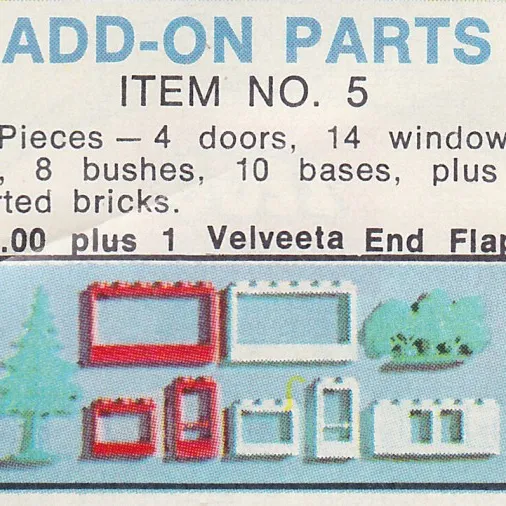 ADD-ON PARTS
ITEM NO. 5
Pieces — 4 doors, 14 window
, 8 bushes, 10 bases, plus
rted bricks.
.00 plus 1 Velveeta End Flap